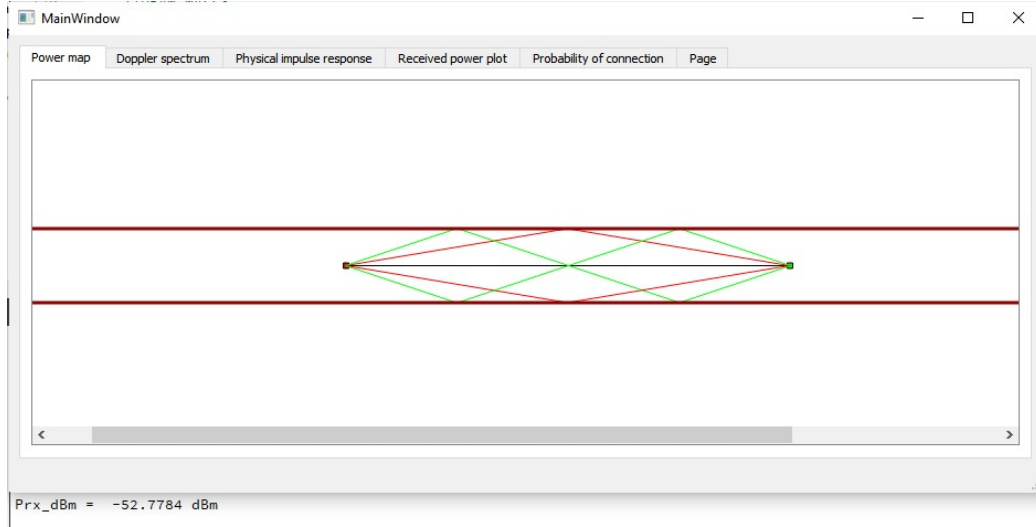 MainWindow
Power map Doppler spectrum Physical impulse response Received power plot Probability of connection Page
Prx_dBm = -52.7784 dBm